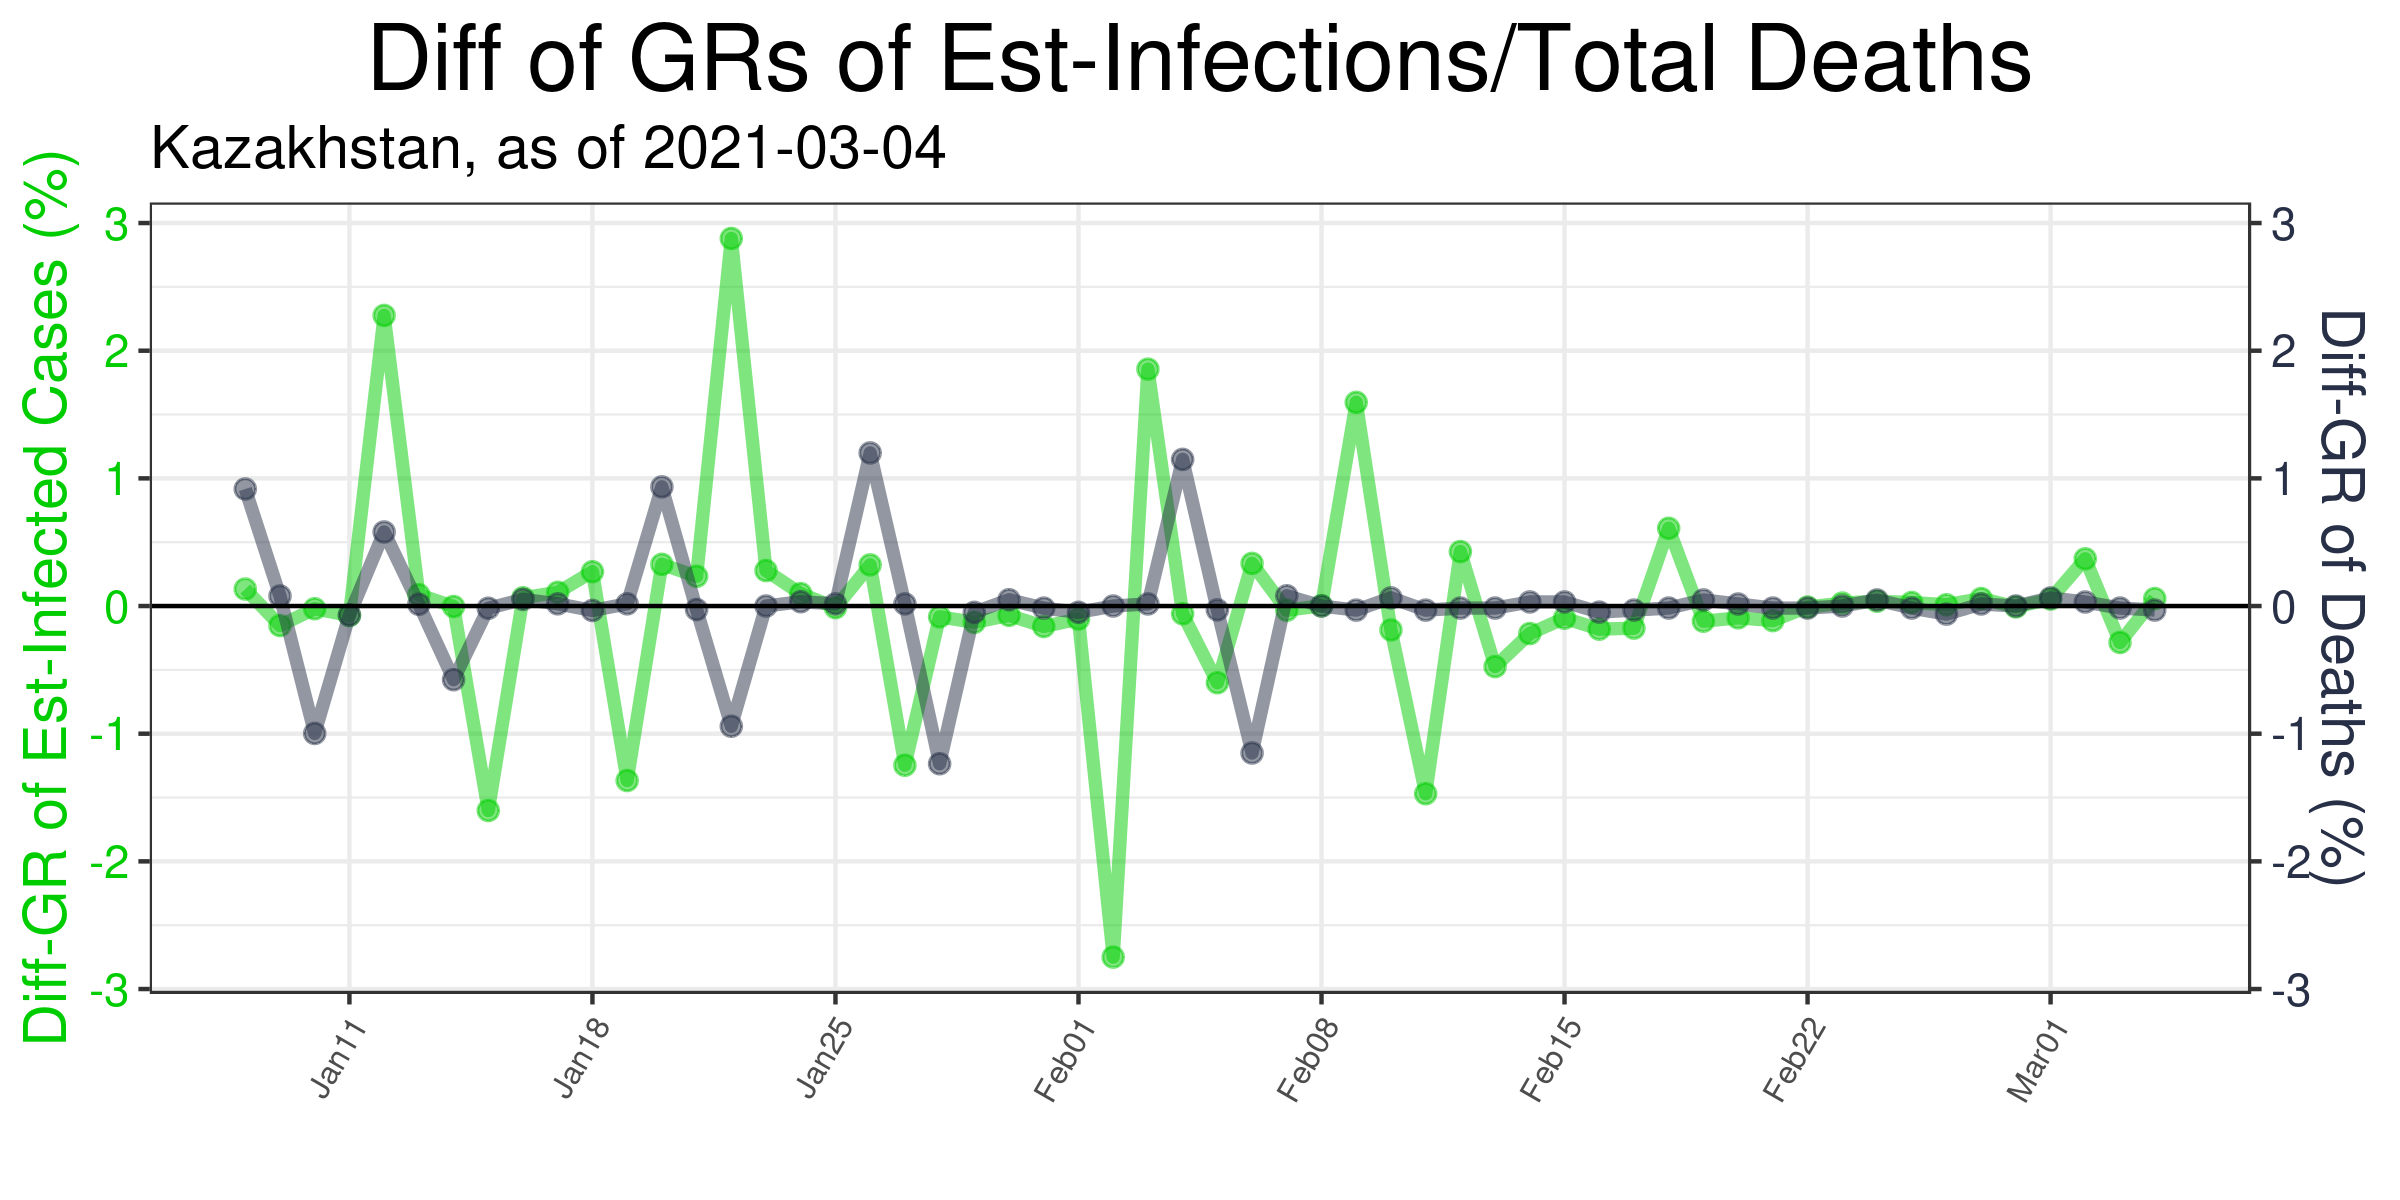 Diff of GRs of Est-Infections/Total Deaths
Kazakhstan, as of 2021-03-04
Diff-GR of Est-Infected Cases (%)
3
2
1
0
-1
-2
-3
3
2
1
0
-1
-2
-3
Diff-GR of Deaths (%)
Jan11
Jan18
Jan25
Feb01
Feb08
Feb15
Feb22
Mar01